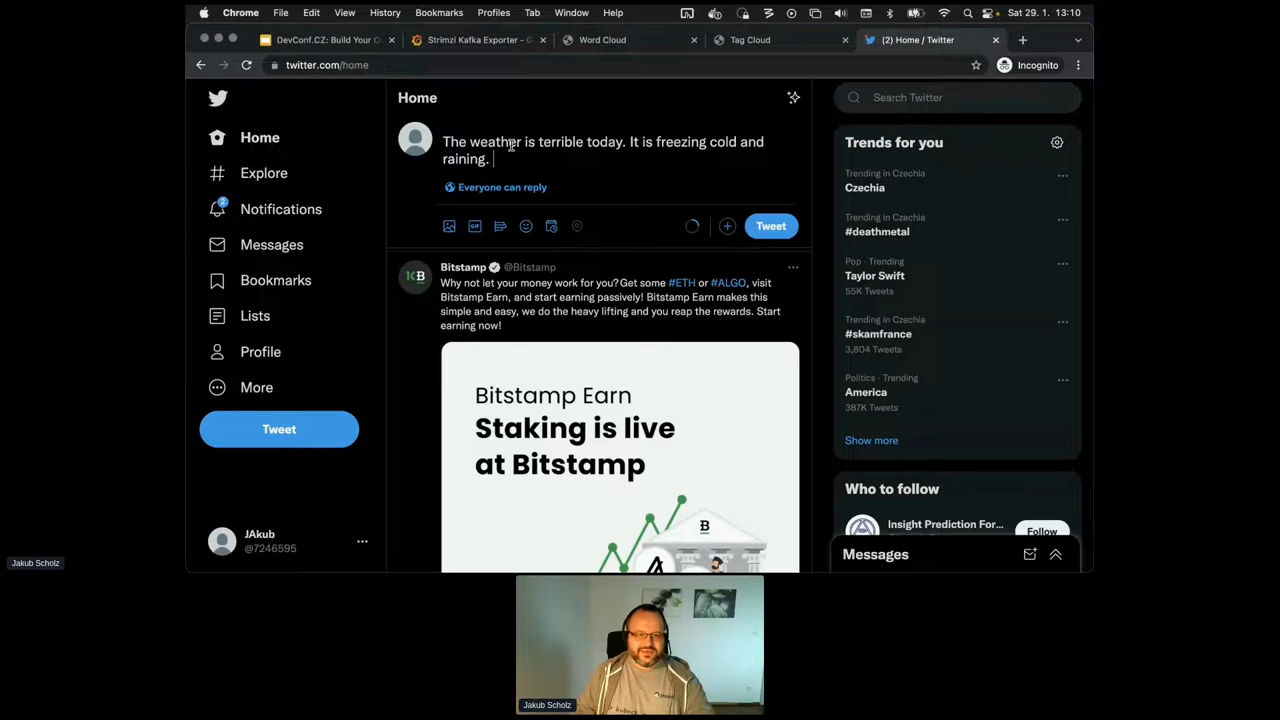 Chrome File Edit View History Bookmarks Profiles Tab Window Help Sat 29. 1. 13:10
DevConf.CZ: Build Your O
Strimzi Kafka Exporter - G
Word Cloud
Tag Cloud
(2) Home / Twitter
twitter.com/home
Incognito
Home
Explore
2
Notifications
Messages
Bookmarks
Lists
Profile
More
Tweet
JAkub
@7246595
Home
The weather is terrible today. It is freezing cold and
raining.
Everyone can reply
GIF
Tweet
Bitstamp @Bitstamp
Why not let your money work for you? Get some #ETH or #ALGO, visit
Bitstamp Earn, and start earning passively! Bitstamp Earn makes this
simple and easy, we do the heavy lifting and you reap the rewards. Start
earning now!
Bitstamp Earn
Staking is live
at Bitstamp
B
Search Twitter
Trends for you
Trending in Czechia
Czechia
Trending in Czechia
#deathmetal
Pop · Trending
Taylor Swift
55K Tweets
Trending in Czechia
#skamfrance
3,804 Tweets
Politics · Trending
America
387K Tweets
Show more
Who to follow
Insight Prediction For...
Follow
Messages
Jakub Scholz
Jakub Scholz